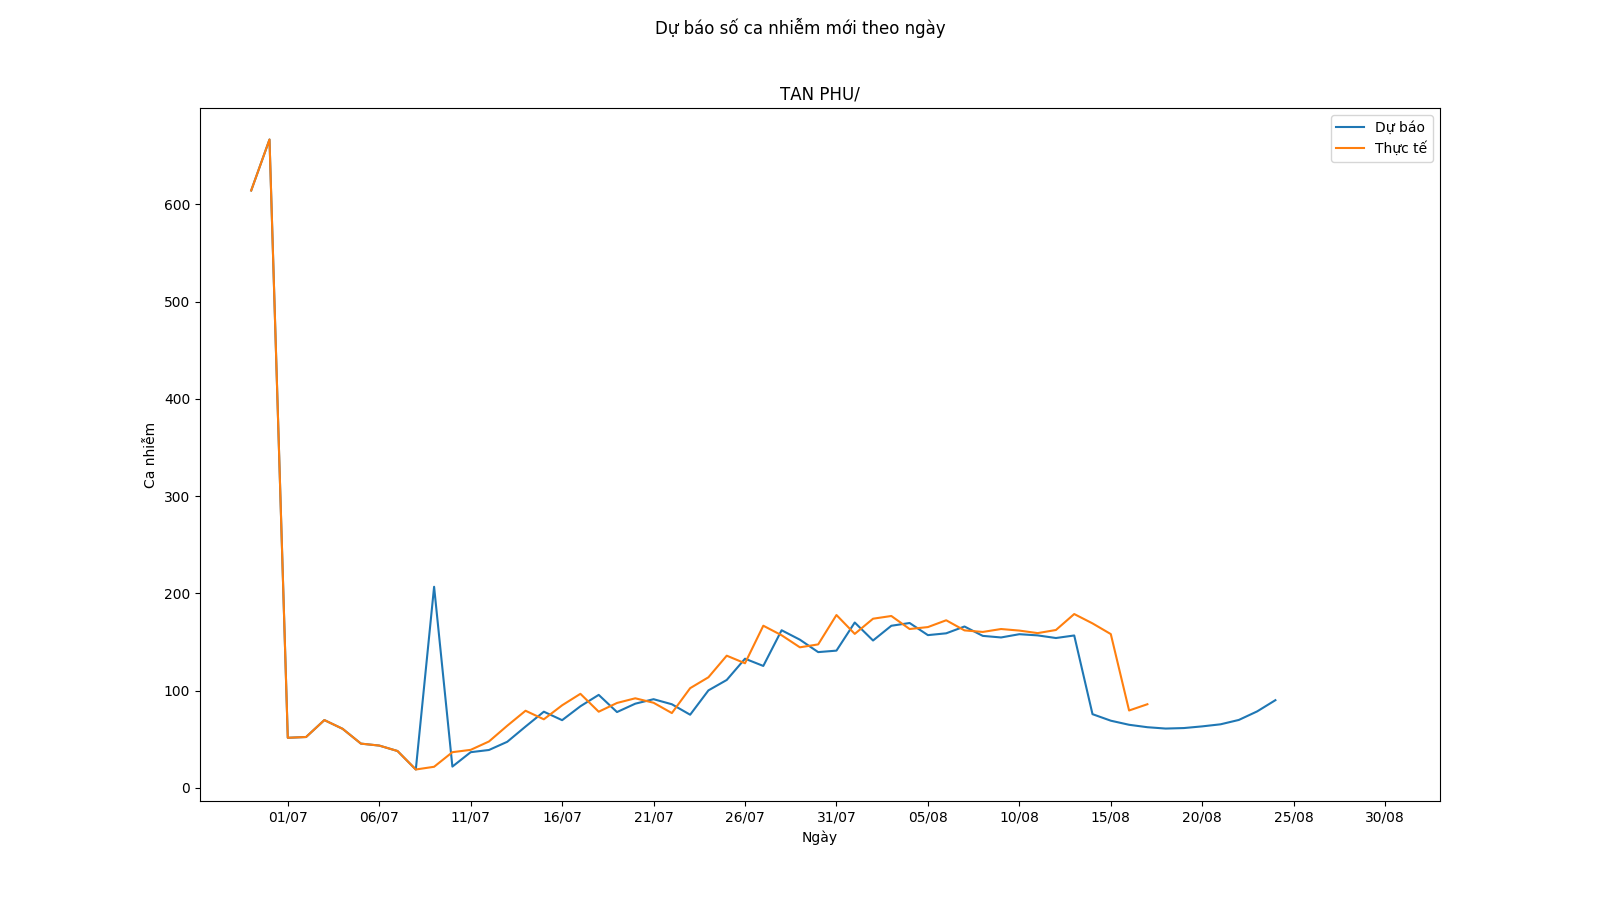 Dự báo số ca nhiễm mới theo ngày
TAN PHU/
Dự báo
Thực tế
Ca nhiễm
600
500
400
300
200
100
0
01/07 06/07 11/07 16/07 21/07 26/07 31/07 05/08 10/08 15/08 20/08 25/08 30/08
Ngày